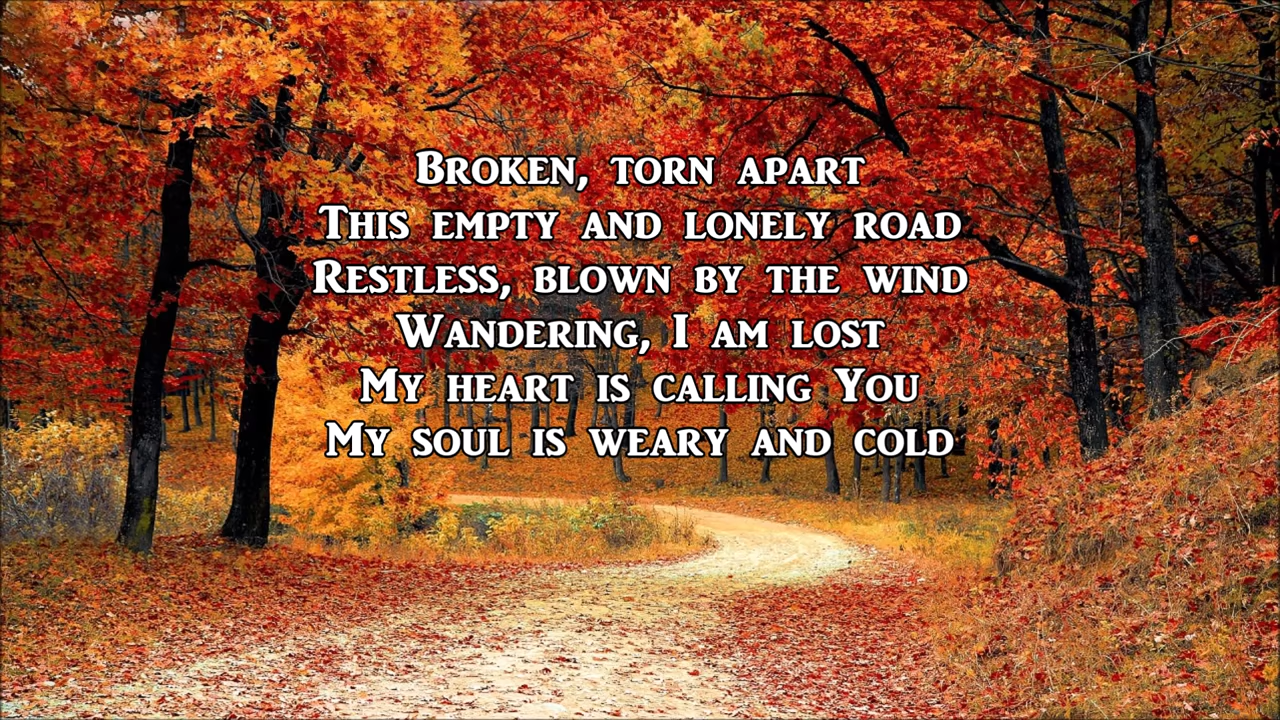 Broken, torn apart
This empty and lonely road
Restless, blown by the wind
Wandering, I am lost
My heart is calling You
My soul is weary and cold